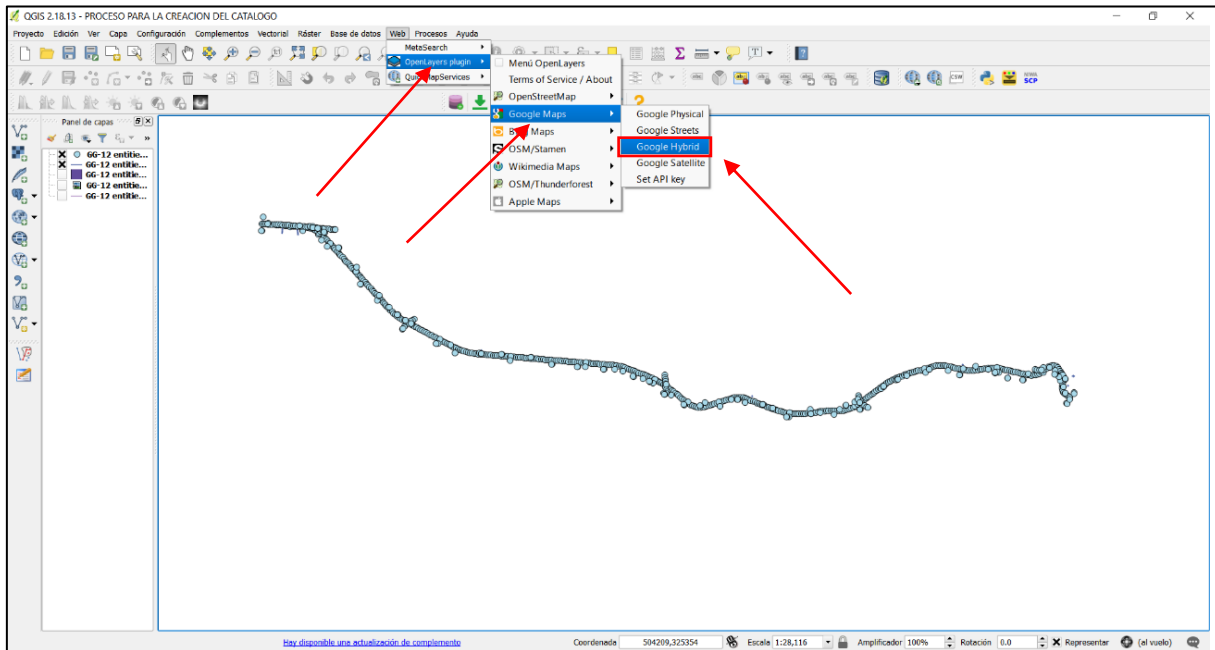 QGIS 2.18.13 - PROCESO PARA LA CREACION DEL CATALOGO
Proyecto Edición Ver Capa Configuración Complementos Vectorial Ráster Base de datos Web Procesos Ayuda
MetaSearch
OpenLayers plugin
QuickMapServices
Menú OpenLayers
Terms of Service / About
OpenStreetMap
Google Maps
Maps
OSM/Stamen
Wikimedia Maps
OSM/Thunderforest
Apple Maps
Google Physical
Google Streets
Google Hybrid
Google Satellite
Set API key
CSW
SCP
Panel de capas
GG-12 entitie...
GG-12 entitie...
GG-12 entitie...
GG-12 entitie...
GG-12 entitie...
Hay disponible una actualización de complemento
Coordenada 504209,325354 Escala 1:28,116 Amplificador 100% Rotación 0.0 Representar (al vuelo)